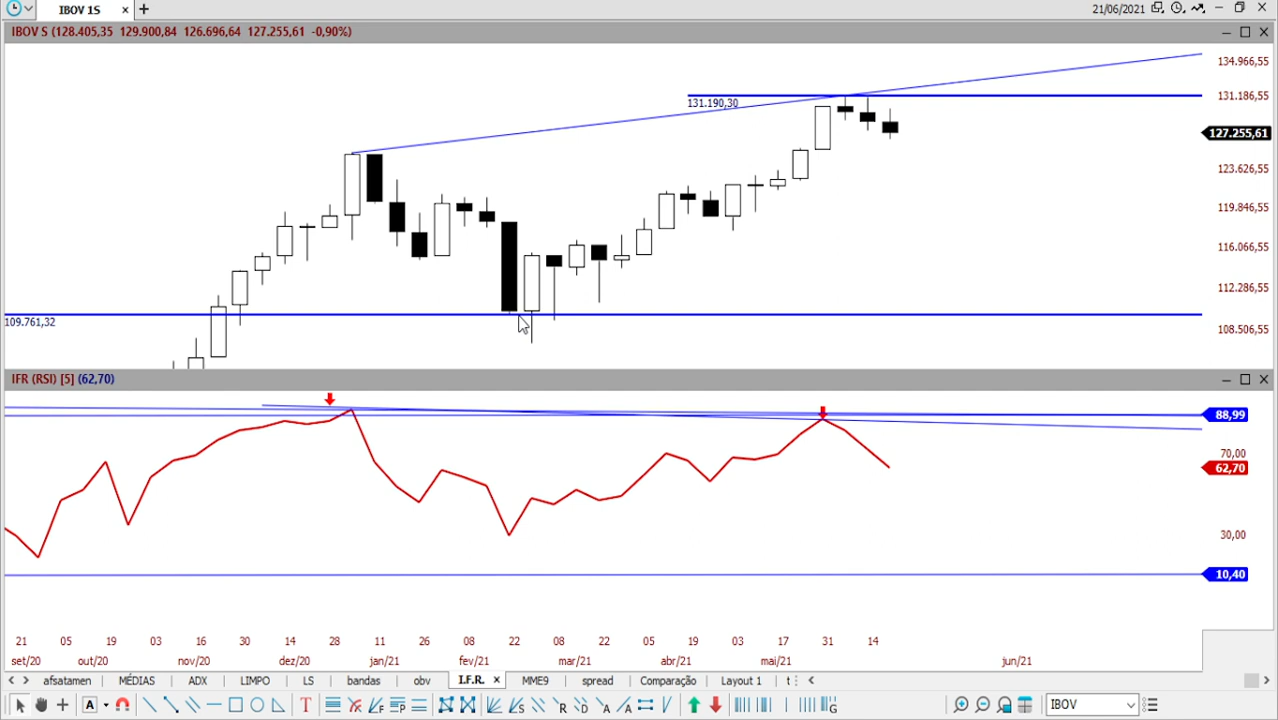 IBOV 1S
21/06/2021
IBOV S (128.405,35 129.900,84 126.696,64 127.255,61 -0,90%)
134.966,55
131.186,55
131.190,30
127.255,61
123.626,55
119.846,55
116.066,55
112.286,55
109.761,32
108.506,55
IFR (RSI) [5] (62,70)
88,99
70,00
62,70
30,00
10,40
21 05 19 03 16 30 14 28 11 26 08 22 08 22 05 19 03 17 31 14
set/20 out/20 nov/20 dez/20 jan/21 fev/21 mar/21 abr/21 mai/21 jun/21
afsatamen MÉDIAS ADX LIMPO LS bandas obv I.F.R. MME9 spread Comparação Layout 1 t
A T F P F S R D A A G IBOV